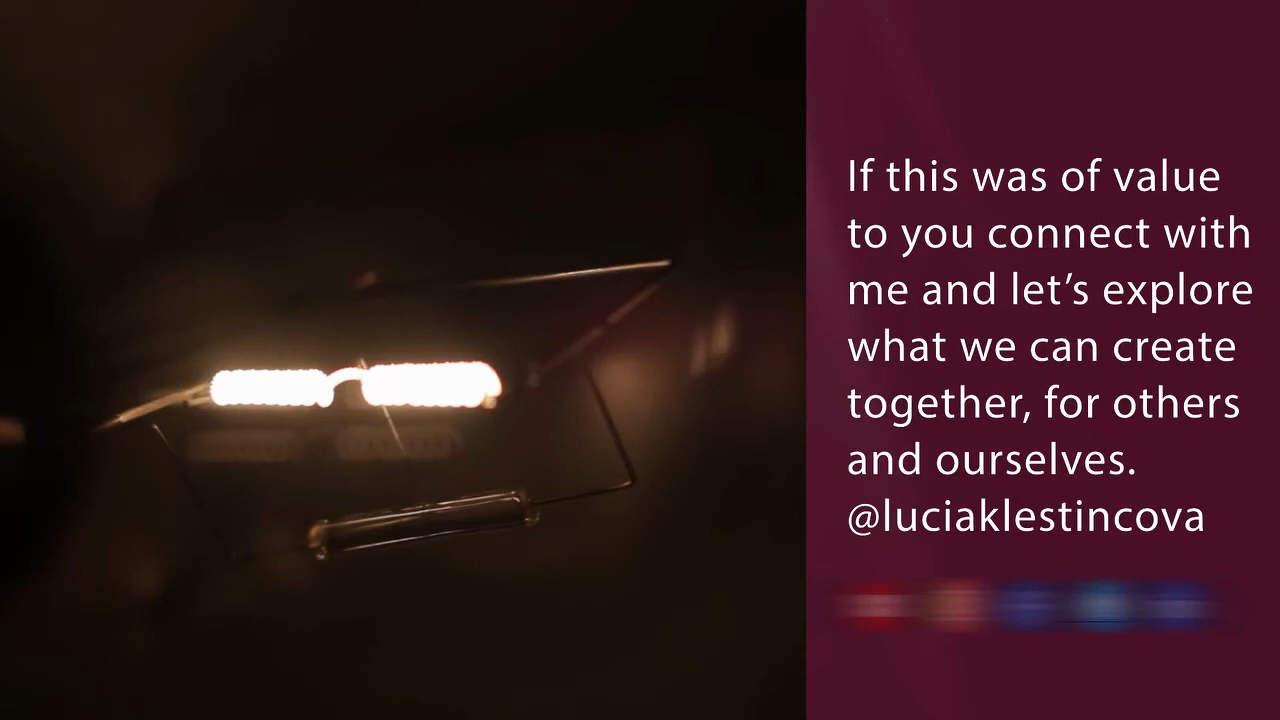 If this was of value
to you connect with
me and let’s explore
what we can create
together, for others
and ourselves.
@luciaklestincova